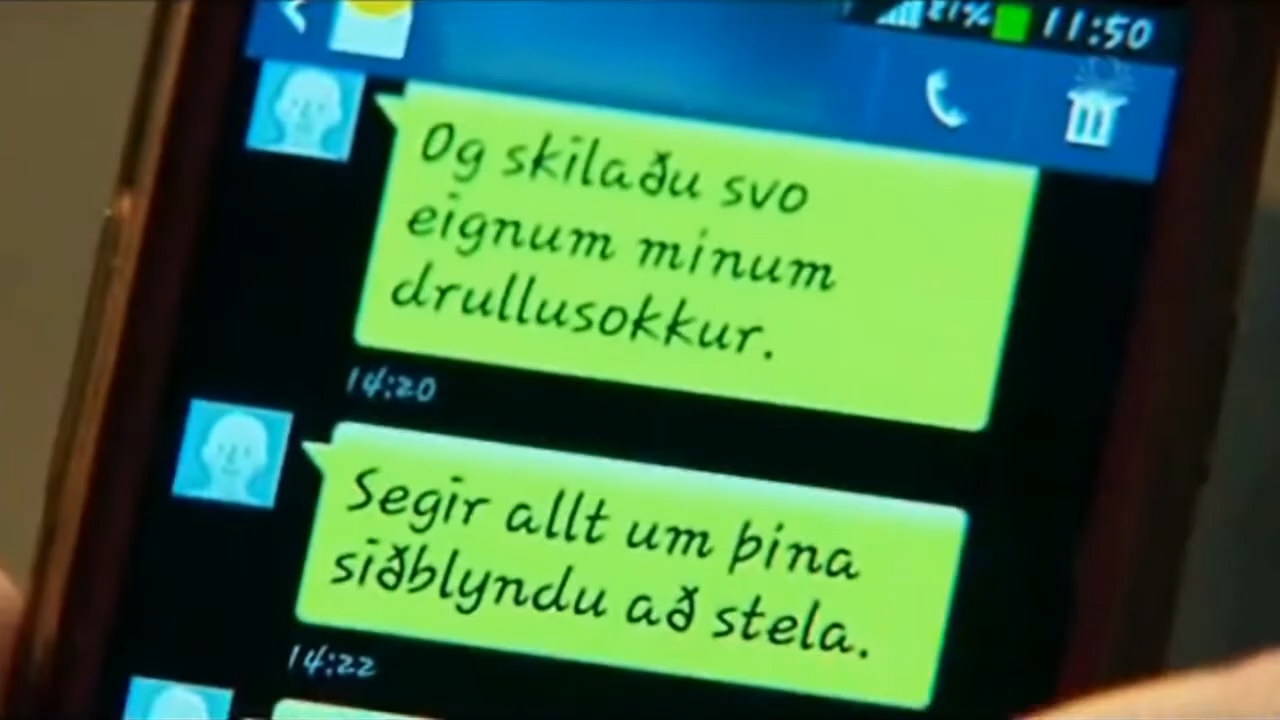 21% 11:50
Og skilaðu svo
eignum mínum
drullusokkur.
14:20
Segir allt um þína
siðblyndu að stela.
14:22